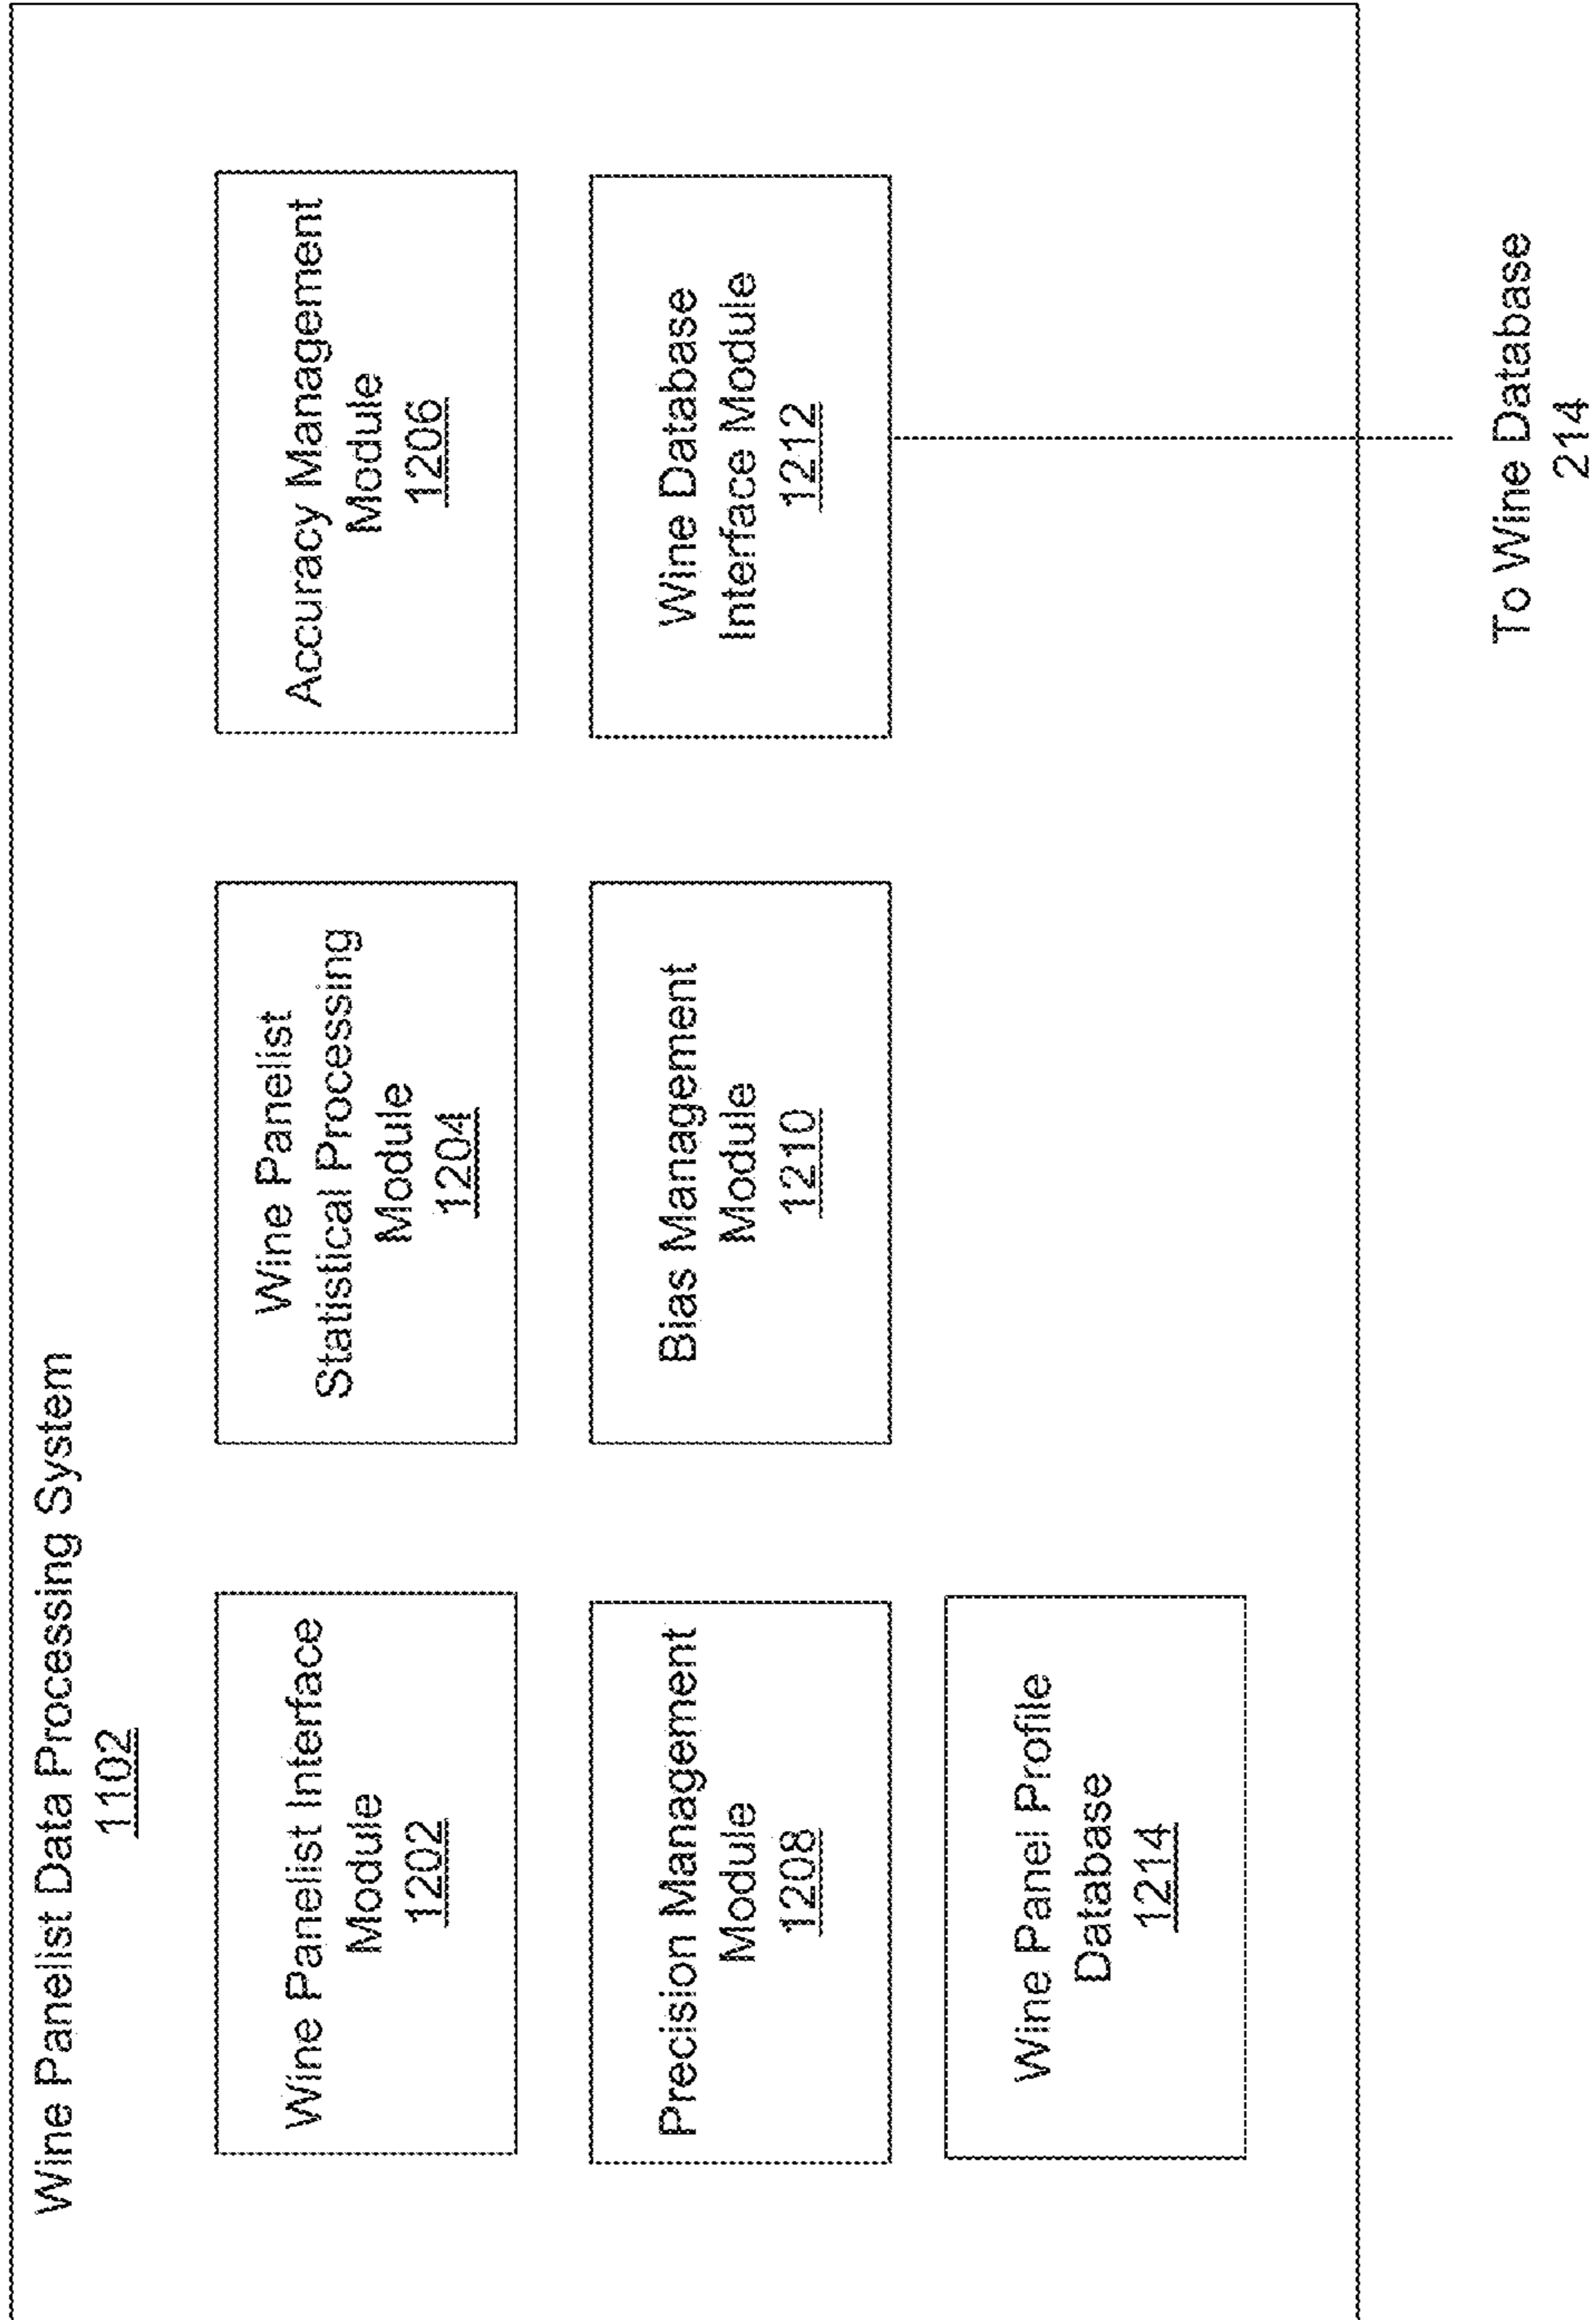 Wine Panelist Data Processing System
1102
Wine Panelist Interface
Module
1202
Wine Panelist
Statistical Processing
Module
1204
Accuracy Management
Module
1206
Precision Management
Module
1208
Bias Management
Module
1210
Wine Database
Interface Module
1212
Wine Panel Profile
Database
1214
To Wine Database
214